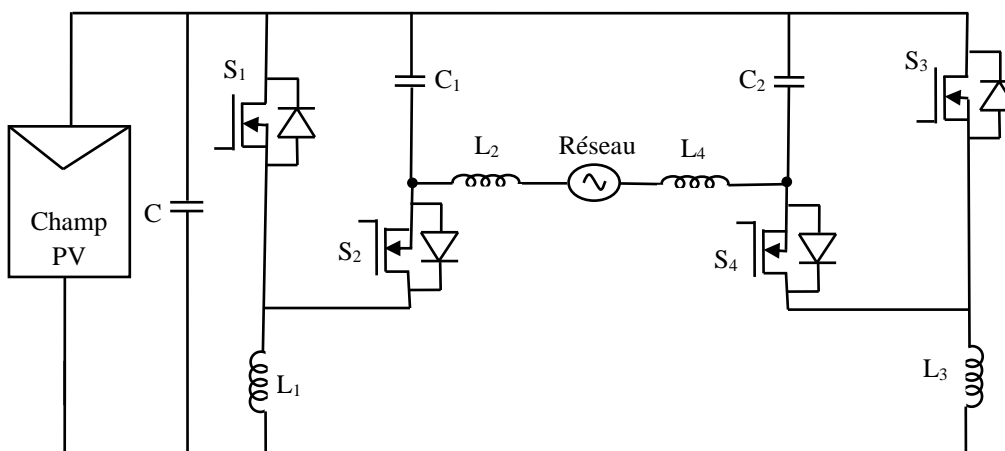 S₁
C₁
C₂
S₃
L₂
Réseau
L₄
Champ
PV
C
S₂
S₄
L₁
L₃